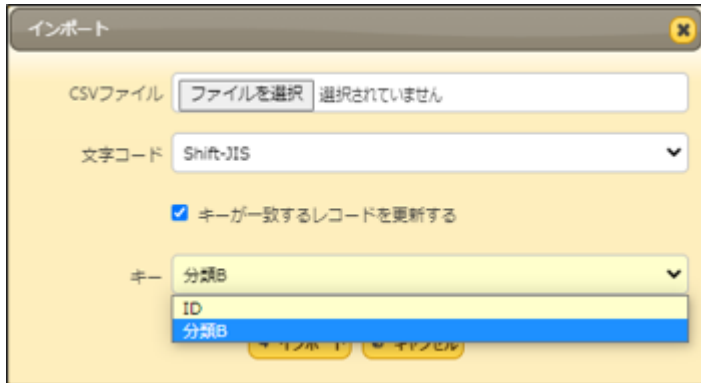 インポート
CSVファイル ファイルを選択 選択されていません
文字コード Shift-JIS
キーが一致するレコードを更新する
キー 分類B
ID
分類B